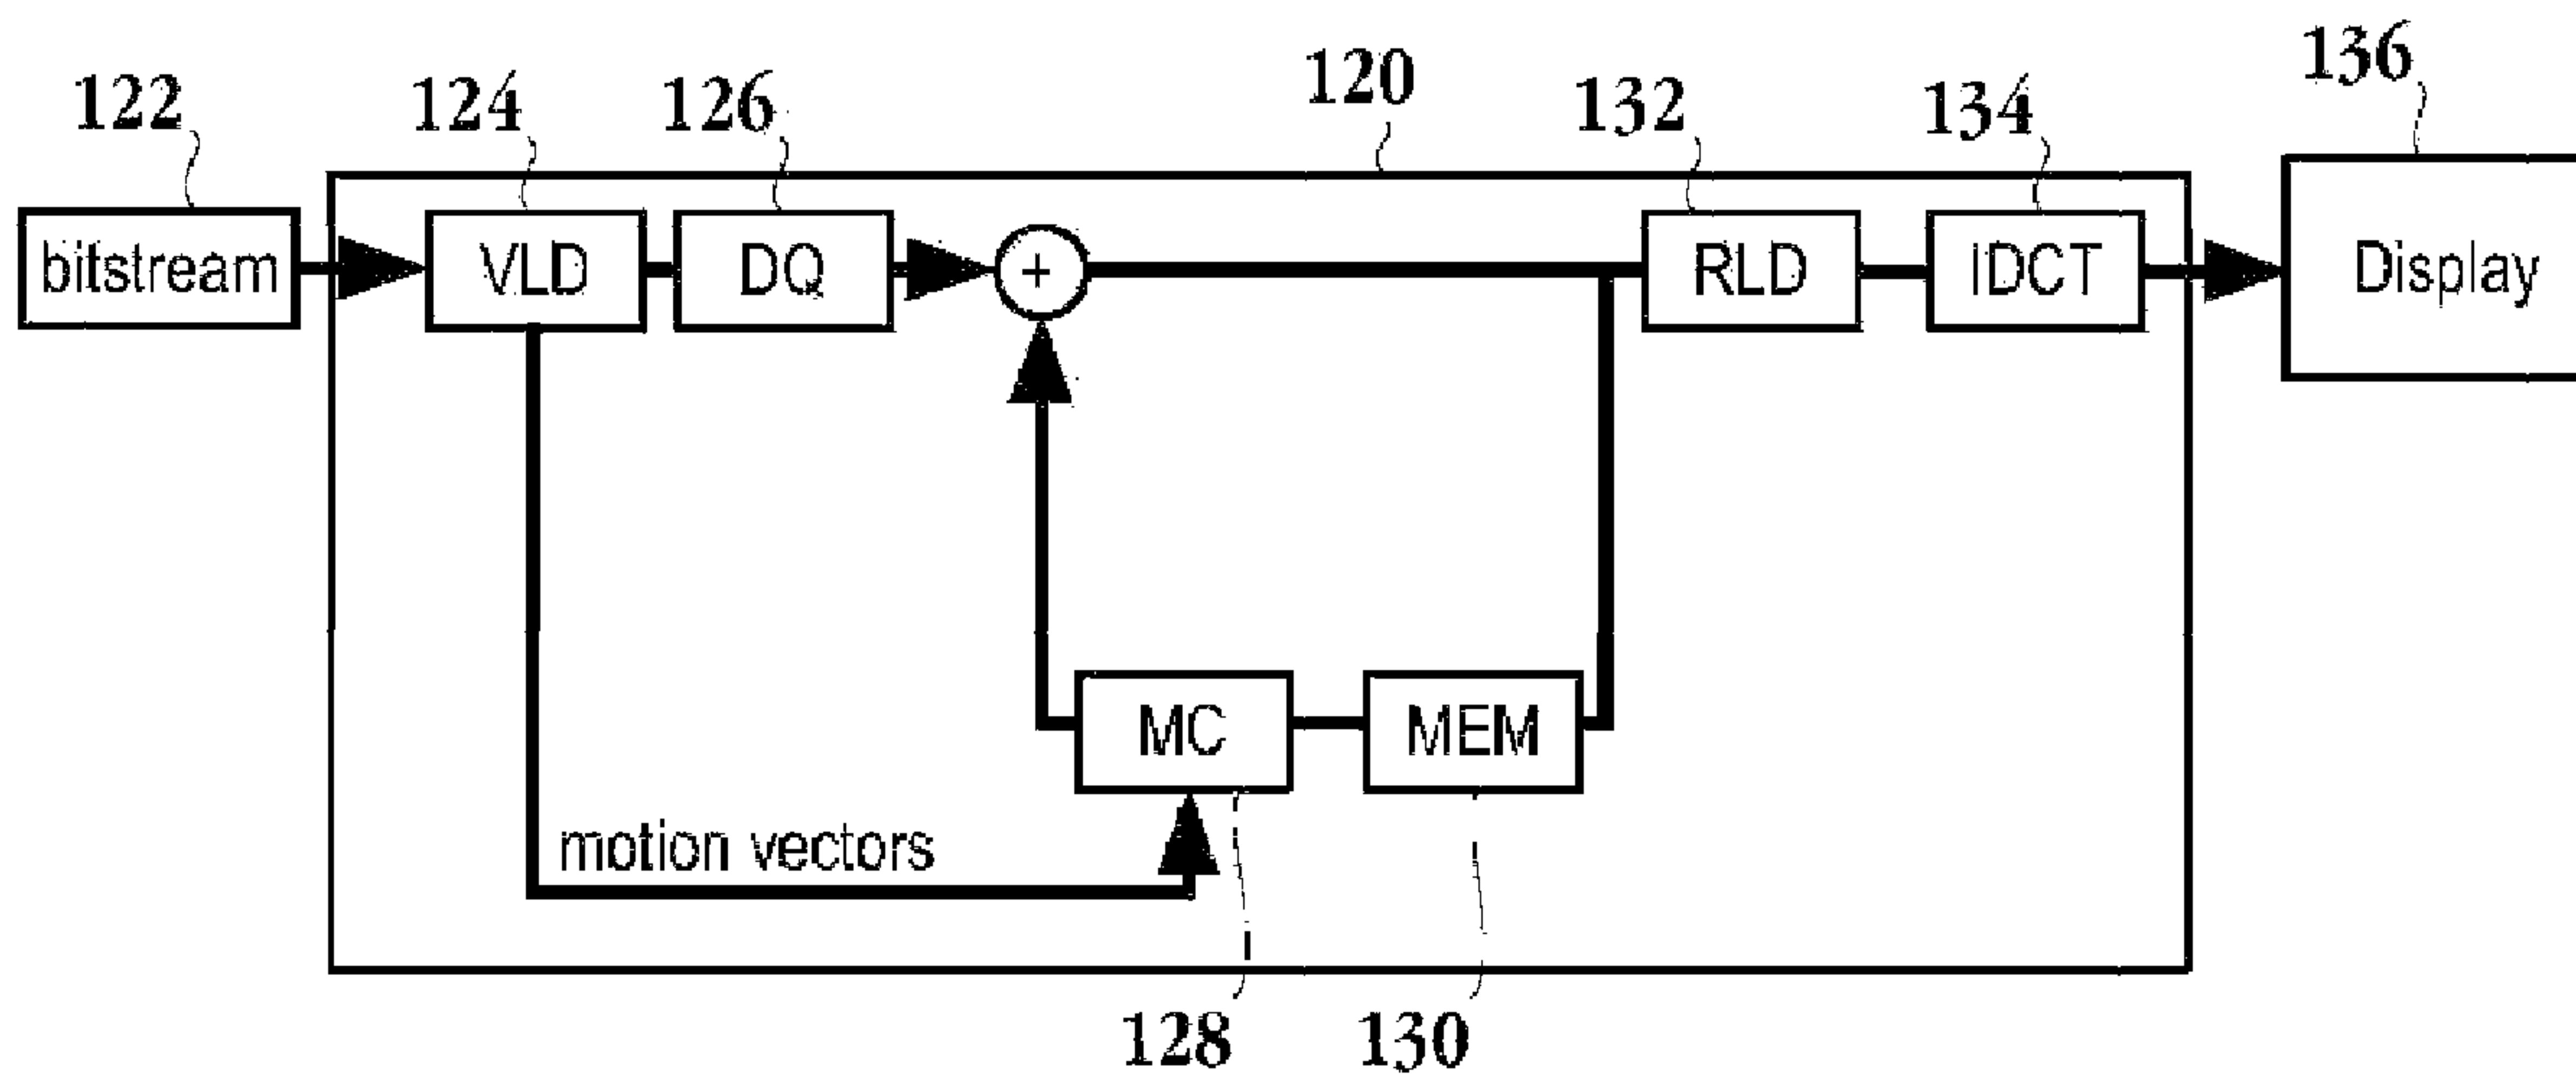 122
124
126
120
132
134
136
bitstream
VLD
DQ
+
RLD
IDCT
Display
MC
MEM
motion vectors
128
130